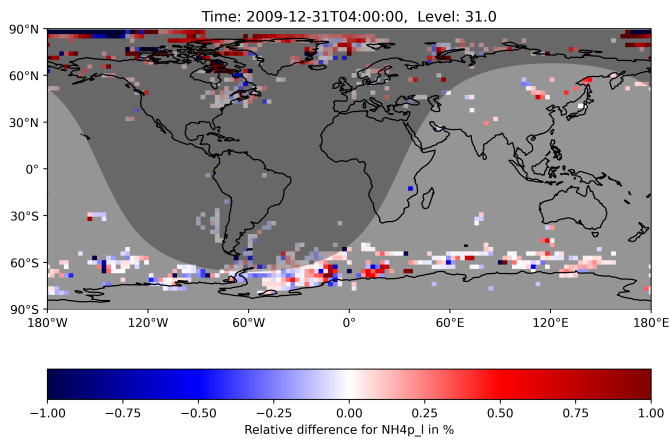 Time: 2009-12-31T04:00:00, Level: 31.0
90°N
60°N
30°N
0°
30°S
60°S
90°S
180°W 120°W 60°W 0° 60°E 120°E 180°E
−1.00 −0.75 −0.50 −0.25 0.00 0.25 0.50 0.75 1.00
Relative difference for NH4p_l in %